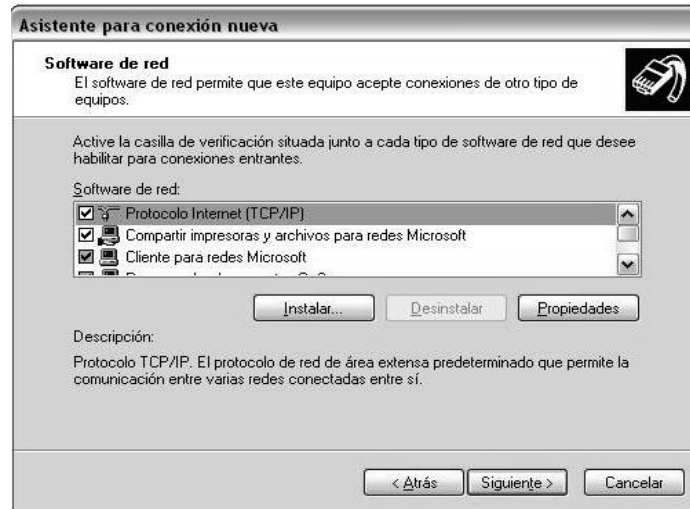 Asistente para conexión nueva
Software de red
El software de red permite que este equipo acepte conexiones de otro tipo de
equipos.
Active la casilla de verificación situada junto a cada tipo de software de red que desee
habilitar para conexiones entrantes.
Software de red:
Protocolo Internet (TCP/IP)
Compartir impresoras y archivos para redes Microsoft
Cliente para redes Microsoft
Instalar...
Desinstalar
Propiedades
Descripción:
Protocolo TCP/IP. El protocolo de red de área extensa predeterminado que permite la
comunicación entre varias redes conectadas entre sí.
< Atrás
Siguiente >
Cancelar